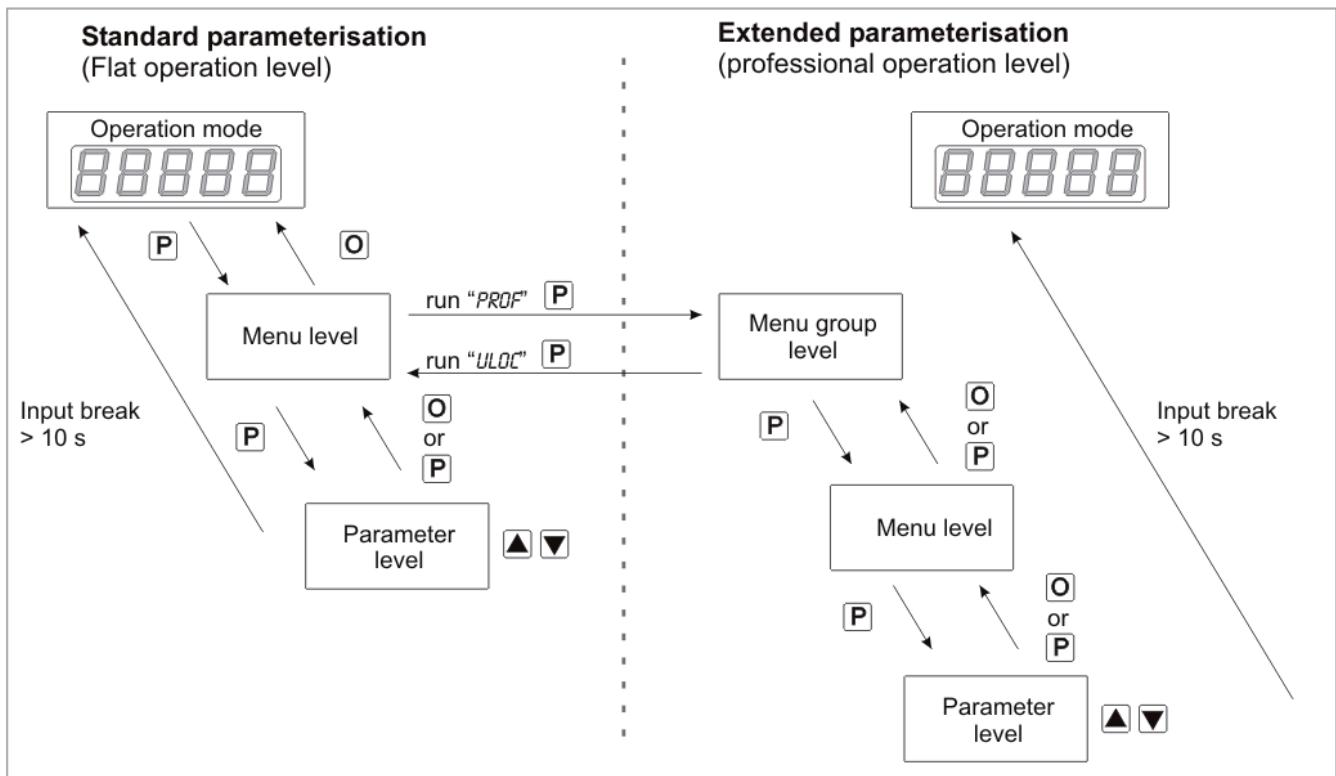 Standard parameterisation
(Flat operation level)
Operation mode
88888
P
O
Menu level
run “PROF” P
run “ULOC” P
Input break
> 10 s
P
O
or
P
Parameter
level
▲ ▼
Extended parameterisation
(professional operation level)
Operation mode
88888
Menu group
level
P
O
or
P
Input break
> 10 s
Menu level
P
O
or
P
Parameter
level
▲ ▼